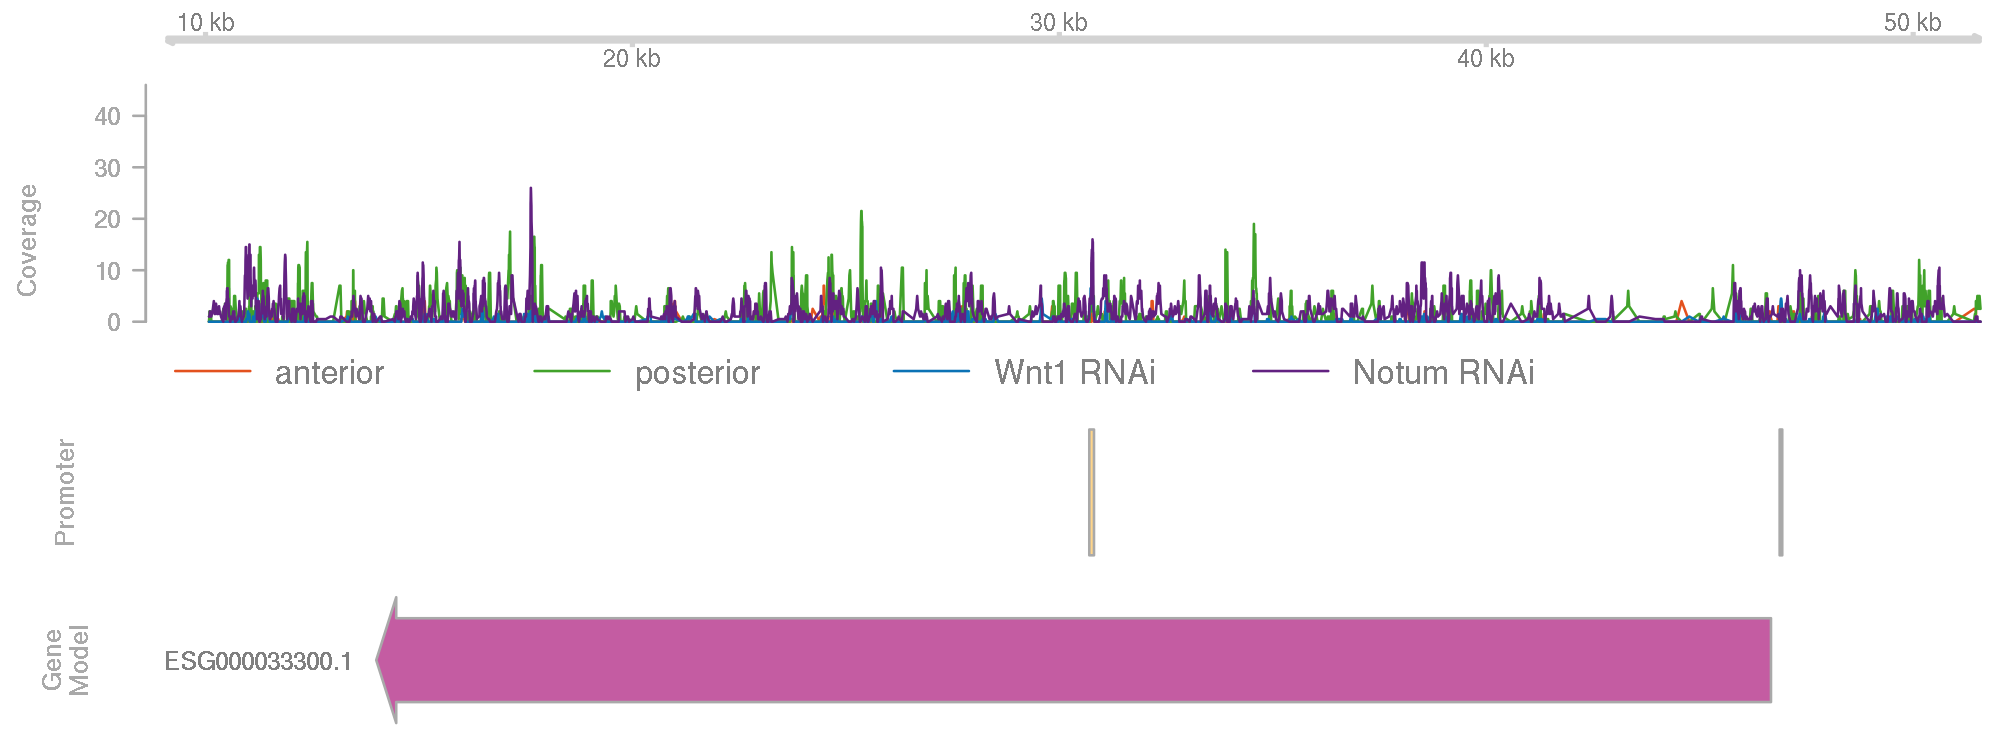 10 kb
30 kb
50 kb
20 kb
40 kb
Coverage
40
30
20
10
0
anterior
posterior
Wnt1 RNAi
Notum RNAi
Promoter
Gene
Model
ESG000033300.1